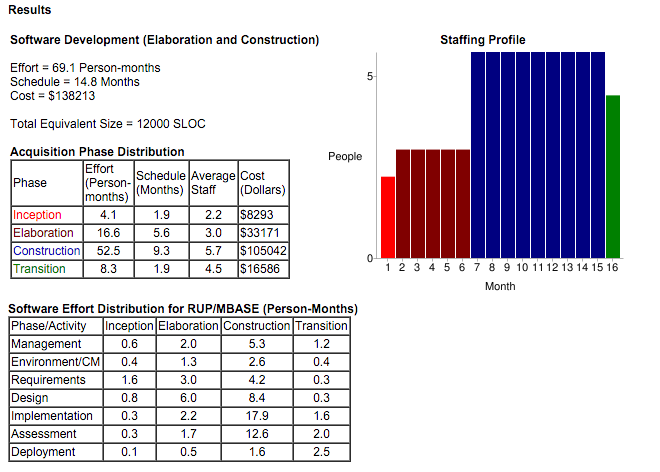 Results
Software Development (Elaboration and Construction)
Effort = 69.1 Person-months
Schedule = 14.8 Months
Cost = $138213
Total Equivalent Size = 12000 SLOC
Acquisition Phase Distribution
Phase Effort (Person-months) Schedule (Months) Average Staff Cost (Dollars)
Inception 4.1 1.9 2.2 $8293
Elaboration 16.6 5.6 3.0 $33171
Construction 52.5 9.3 5.7 $105042
Transition 8.3 1.9 4.5 $16586
Staffing Profile
5
People
0
1 2 3 4 5 6 7 8 9 10 11 12 13 14 15 16
Month
Software Effort Distribution for RUP/MBASE (Person-Months)
Phase/Activity Inception Elaboration Construction Transition
Management 0.6 2.0 5.3 1.2
Environment/CM 0.4 1.3 2.6 0.4
Requirements 1.6 3.0 4.2 0.3
Design 0.8 6.0 8.4 0.3
Implementation 0.3 2.2 17.9 1.6
Assessment 0.3 1.7 12.6 2.0
Deployment 0.1 0.5 1.6 2.5